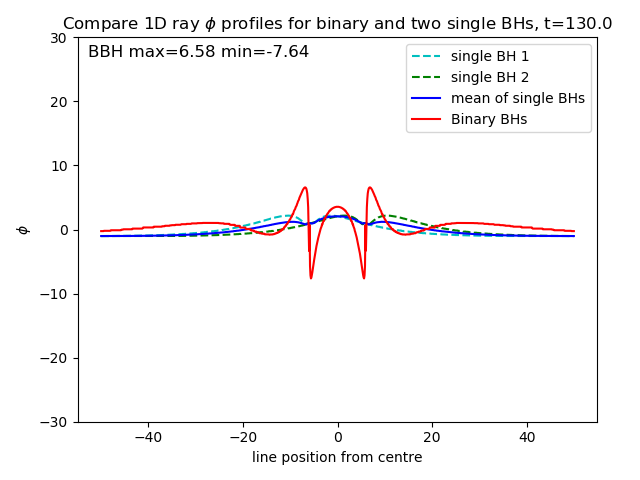 Compare 1D ray ϕ profiles for binary and two single BHs, t=130.0
BBH max=6.58 min=-7.64
single BH 1
single BH 2
mean of single BHs
Binary BHs
30
20
10
0
−10
−20
−30
ϕ
−40
−20
0
20
40
line position from centre